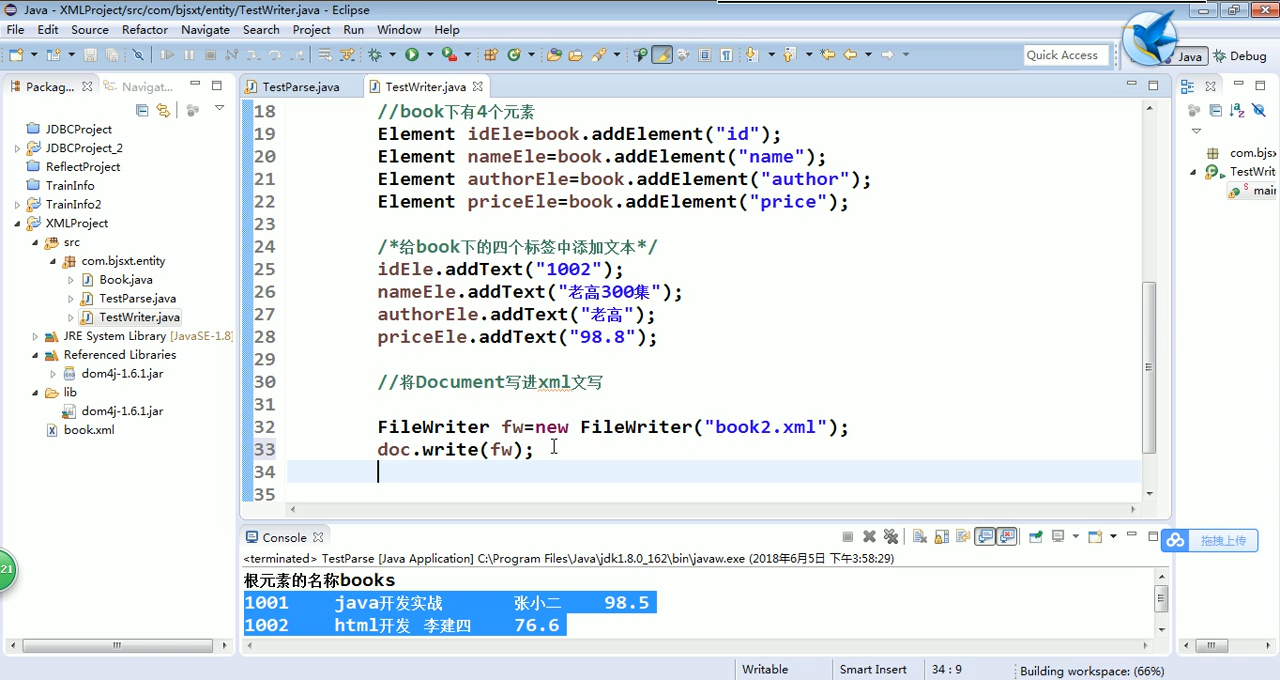 Java - XMLProject/src/com/bjsxt/entity/TestWriter.java - Eclipse
File Edit Source Refactor Navigate Search Project Run Window Help
Quick Access
Java
Debug
Packag...
Navigat...
JDBCProject
JDBCProject_2
ReflectProject
TrainInfo
TrainInfo2
XMLProject
src
com.bjsxt.entity
Book.java
TestParse.java
TestWriter.java
JRE System Library [JavaSE-1.8]
Referenced Libraries
dom4j-1.6.1.jar
lib
dom4j-1.6.1.jar
book.xml
21
TestParse.java
TestWriter.java
18 //book下有4个元素
19 Element idEle=book.addElement("id");
20 Element nameEle=book.addElement("name");
21 Element authorEle=book.addElement("author");
22 Element priceEle=book.addElement("price");
23
24 /*给book下的四个标签中添加文本*/
25 idEle.addText("1002");
26 nameEle.addText("老高300集");
27 authorEle.addText("老高");
28 priceEle.addText("98.8");
29
30 //将Document写进xml文写
31
32 FileWriter fw=new FileWriter("book2.xml");
33 doc.write(fw);
34
35
com.bjsx
TestWrit
S main
Console
<terminated> TestParse [Java Application] C:\Program Files\Java\jdk1.8.0_162\bin\javaw.exe (2018年6月5日 下午3:58:29)
根元素的名称books
1001 java开发实战 张小二 98.5
1002 html开发 李建四 76.6
拖拽上传
Writable
Smart Insert
34 : 9
Building workspace: (66%)